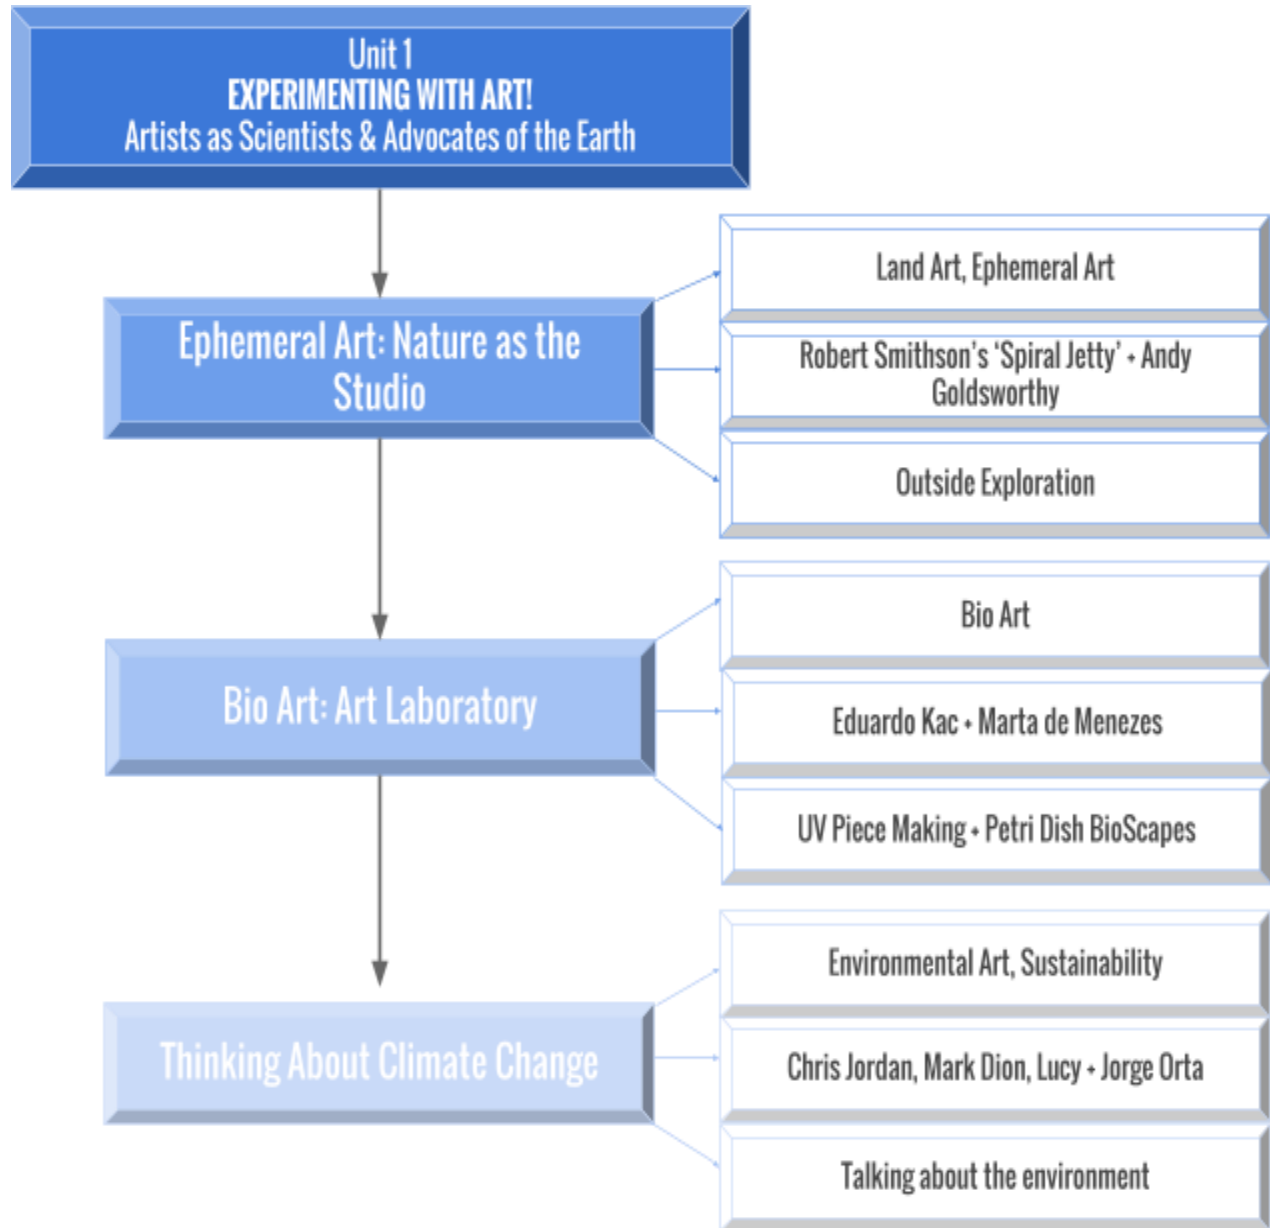 Unit 1
EXPERIMENTING WITH ART!
Artists as Scientists & Advocates of the Earth
Ephemeral Art: Nature as the
Studio
Land Art, Ephemeral Art
Robert Smithson's ‘Spiral Jetty’ + Andy
Goldsworthy
Outside Exploration
Bio Art: Art Laboratory
Bio Art
Eduardo Kac + Marta de Menezes
UV Piece Making + Petri Dish BioScapes
Thinking About Climate Change
Environmental Art, Sustainability
Chris Jordan, Mark Dion, Lucy + Jorge Orta
Talking about the environment